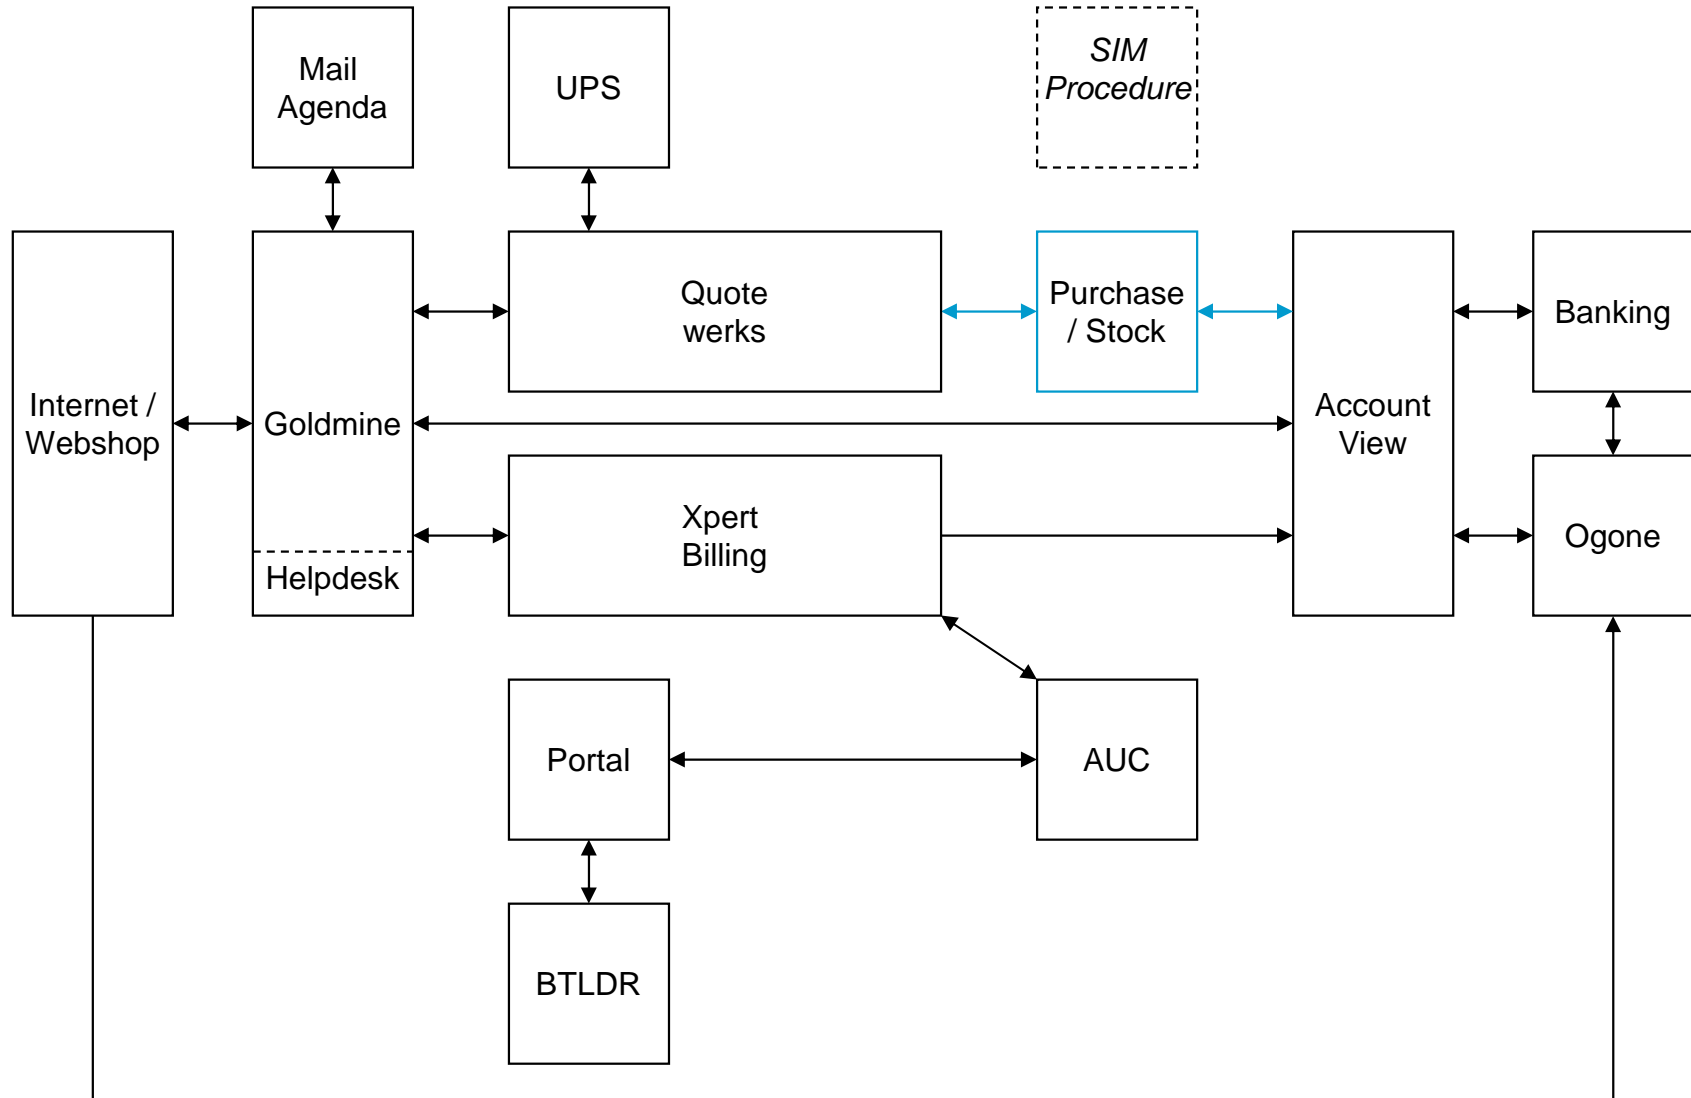 Mail
Agenda
UPS
SIM
Procedure
Internet /
Webshop
Goldmine
Helpdesk
Quote
werks
Purchase
/ Stock
Account
View
Banking
Xpert
Billing
Ogone
Portal
AUC
BTLDR